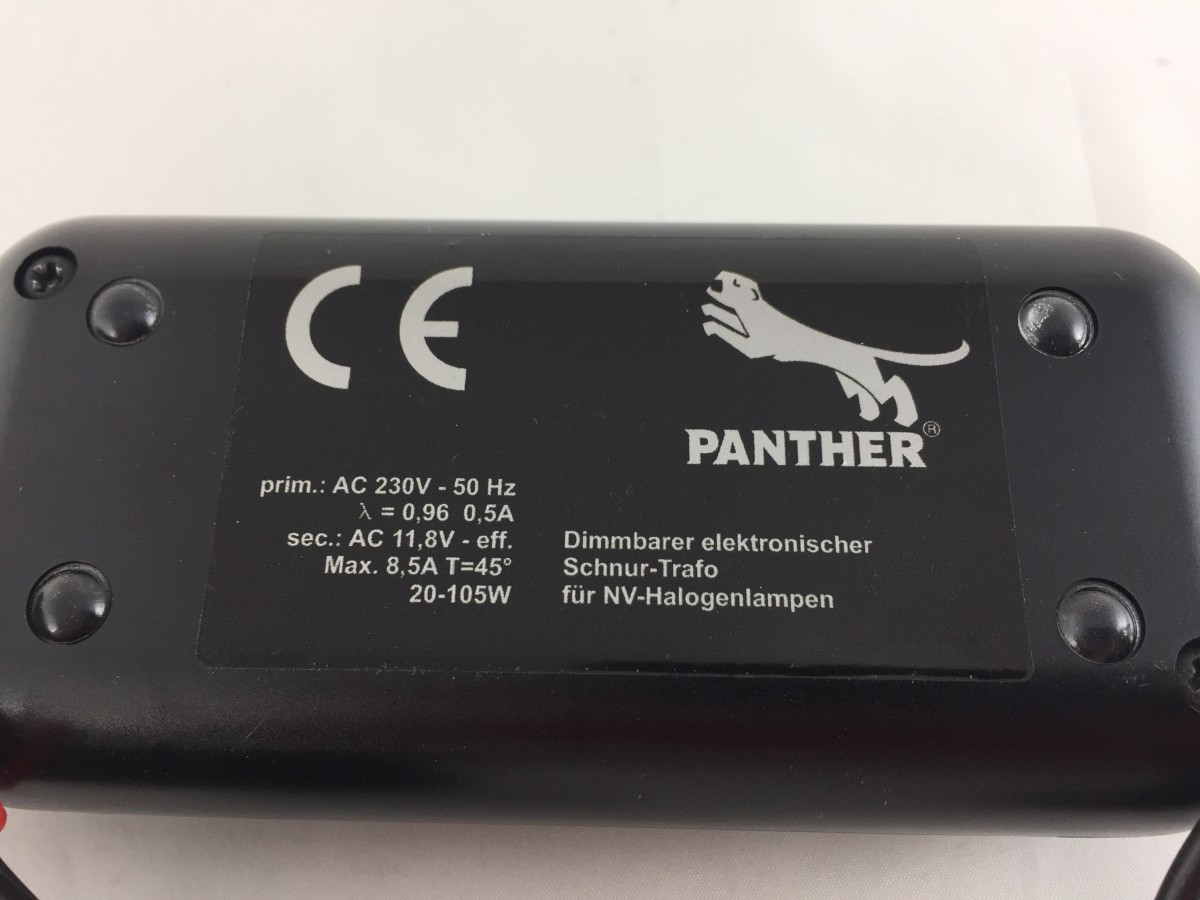 CE
PANTHER®
prim.: AC 230V - 50 Hz
λ = 0,96 0,5A
sec.: AC 11,8V - eff.
Max. 8,5A T=45°
20-105W
Dimmbarer elektronischer
Schnur-Trafo
für NV-Halogenlampen